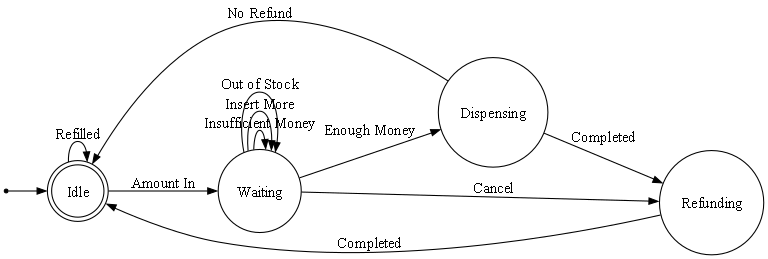 No Refund
Out of Stock
Insert More
Insufficient Money
Refilled
Enough Money
Dispensing
Completed
Idle
Amount In
Waiting
Cancel
Refunding
Completed